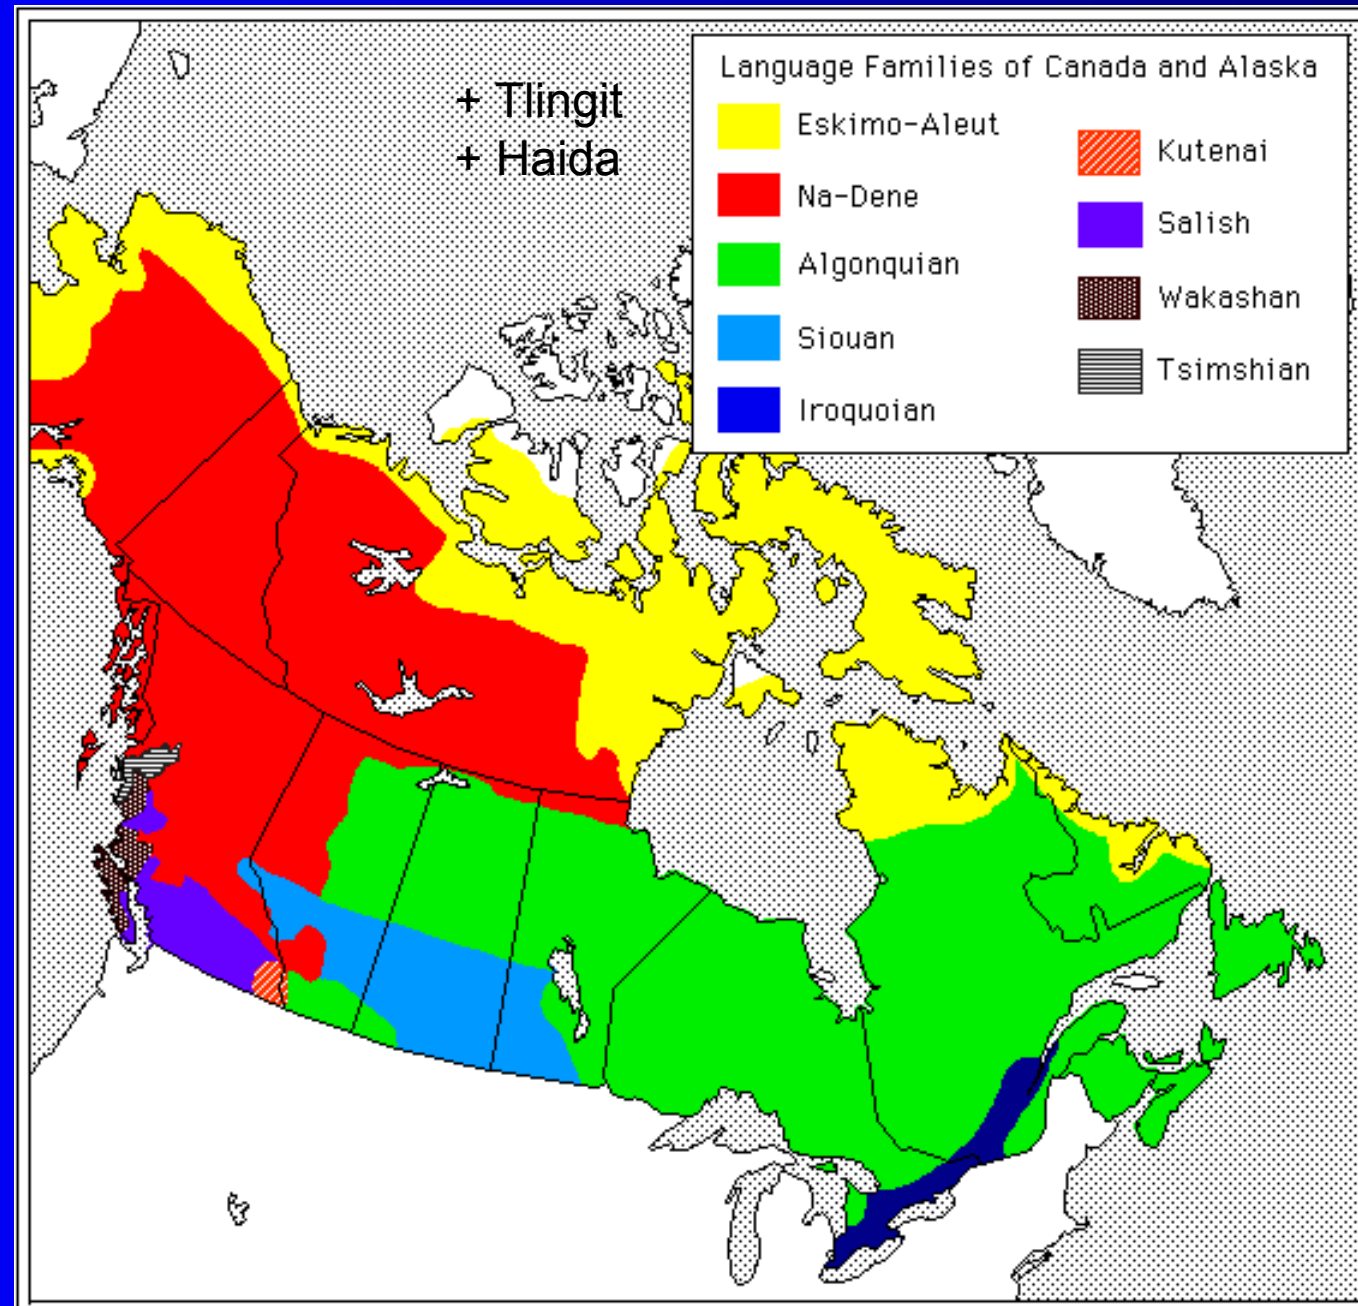 + Tlingit
+ Haida
Language Families of Canada and Alaska
Eskimo-Aleut
Na-Dene
Algonquian
Siouan
Iroquoian
Kutenai
Salish
Wakashan
Tsimshian